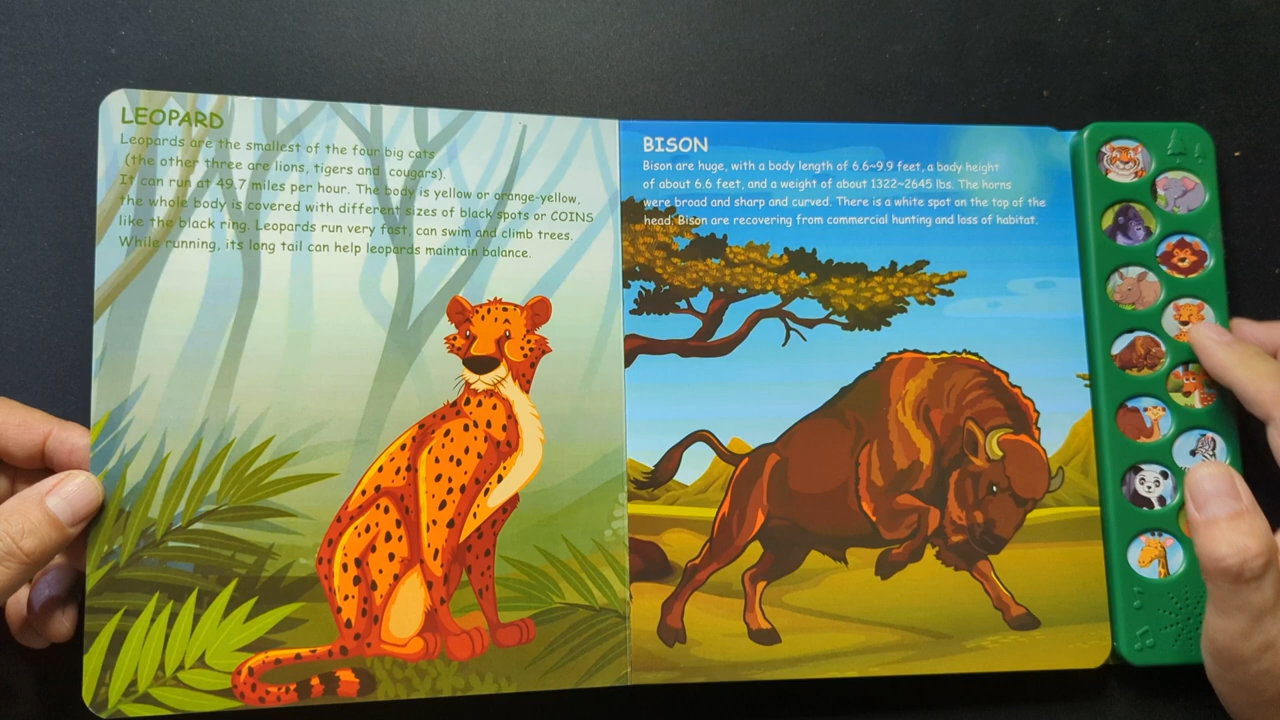 LEOPARD
Leopards are the smallest of the four big cats
(the other three are lions, tigers and cougars).
It can run at 49.7 miles per hour. The body is yellow or orange-yellow,
the whole body is covered with different sizes of black spots or COINS
like the black ring. Leopards run very fast, can swim and climb trees.
While running, its long tail can help leopards maintain balance.
BISON
Bison are huge, with a body length of 6.6~9.9 feet, a body height
of about 6.6 feet, and a weight of about 1322~2645 lbs. The horns
were broad and sharp and curved. There is a white spot on the top of the
head. Bison are recovering from commercial hunting and loss of habitat.